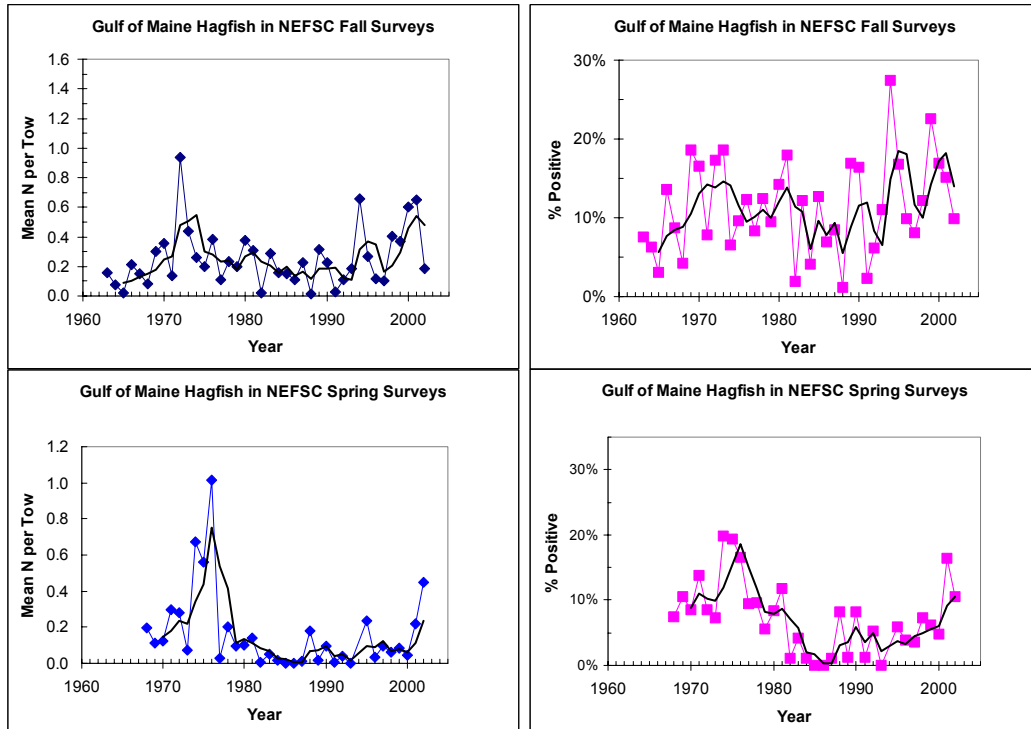 Gulf of Maine Hagfish in NEFSC Fall Surveys
Mean N per Tow
1.6
1.4
1.2
1.0
0.8
0.6
0.4
0.2
0.0
1960 1970 1980 1990 2000
Year
Gulf of Maine Hagfish in NEFSC Fall Surveys
% Positive
30%
20%
10%
0%
1960 1970 1980 1990 2000
Year
Gulf of Maine Hagfish in NEFSC Spring Surveys
Mean N per Tow
1.2
1.0
0.8
0.6
0.4
0.2
0.0
1960 1970 1980 1990 2000
Year
Gulf of Maine Hagfish in NEFSC Spring Surveys
% Positive
30%
20%
10%
0%
1960 1970 1980 1990 2000
Year